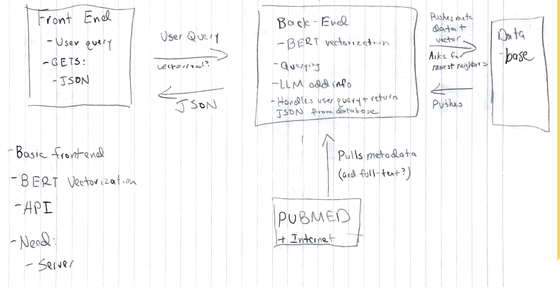 Front End
- User query
- GETS:
- JSON
User Query
vectorized?
JSON
Back-End
- BERT vectorization
- Querying
- LLM add info
- Handles user query + return
JSON from database
Pushes meta
data +
vector
Asks for
nearest neighbors
Pushes
Data
-base
Pulls metadata
(and full-text?)
PUBMED
+ Internet
- Basic frontend
- BERT Vectorization
- API
- Need:
- Server